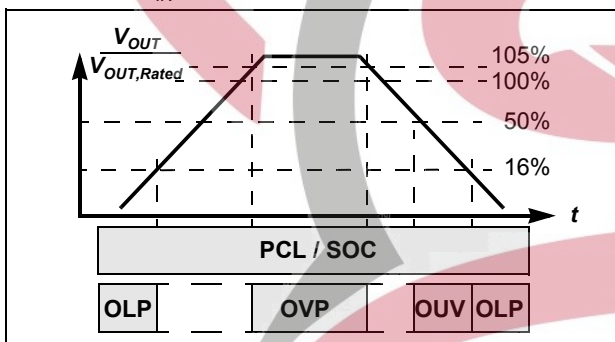 V_OUT
V_OUT,Rated
105%
100%
50%
16%
t
PCL / SOC
OLP OVP OUV OLP